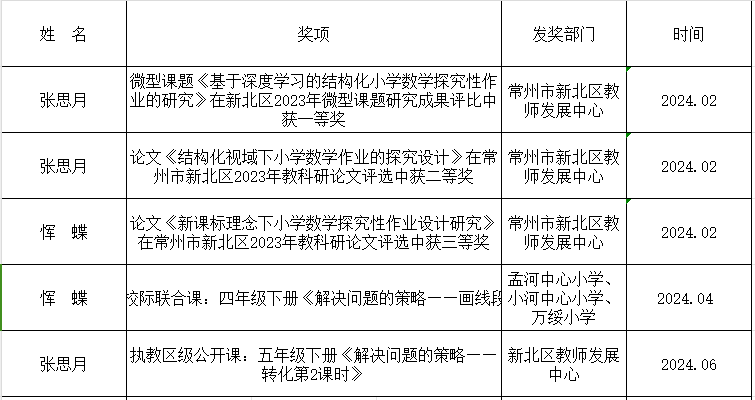 姓 名 奖项 发奖部门 时间
张思月
微型课题《基于深度学习的结构化小学数学探究性作
业的研究》在新北区2023年微型课题研究成果评比中
获一等奖
常州市新北区教
师发展中心
2024.02
张思月
论文《结构化视域下小学数学作业的探究设计》在常
州市新北区2023年教科研论文评选中获二等奖
常州市新北区教
师发展中心
2024.02
恽 蝶
论文《新课标理念下小学数学探究性作业设计研究》
在常州市新北区2023年教科研论文评选中获三等奖
常州市新北区教
师发展中心
2024.02
恽 蝶
校际联合课：四年级下册《解决问题的策略——画线段
孟河中心小学、
小河中心小学、
万绥小学
2024.04
张思月
执教区级公开课：五年级下册《解决问题的策略——
转化第2课时》
新北区教师发展
中心
2024.06